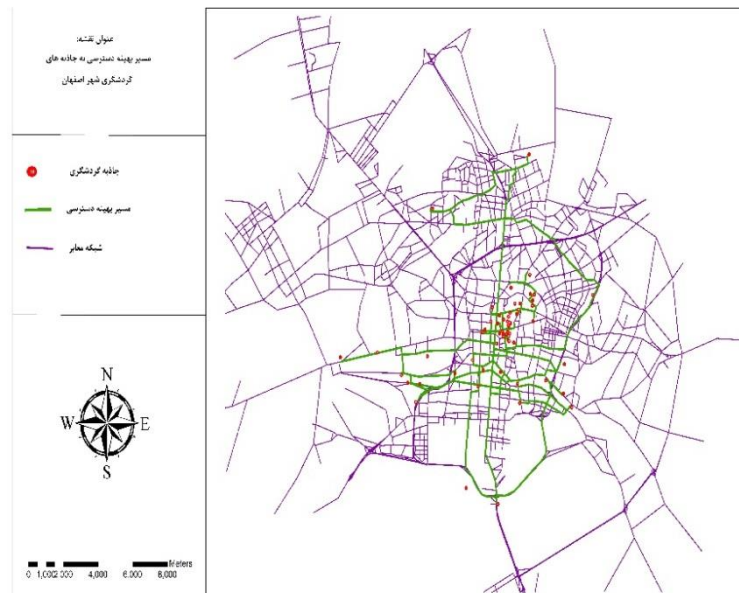 عنوان نقشه:
مسیر بهینه دسترسی به جاذبه های
گردشگری شهر اصفهان
جاذبه گردشگری
مسیر بهینه دسترسی
شبکه معابر
N
W E
S
0 1,000 2,000 4,000 6,000 8,000 Meters